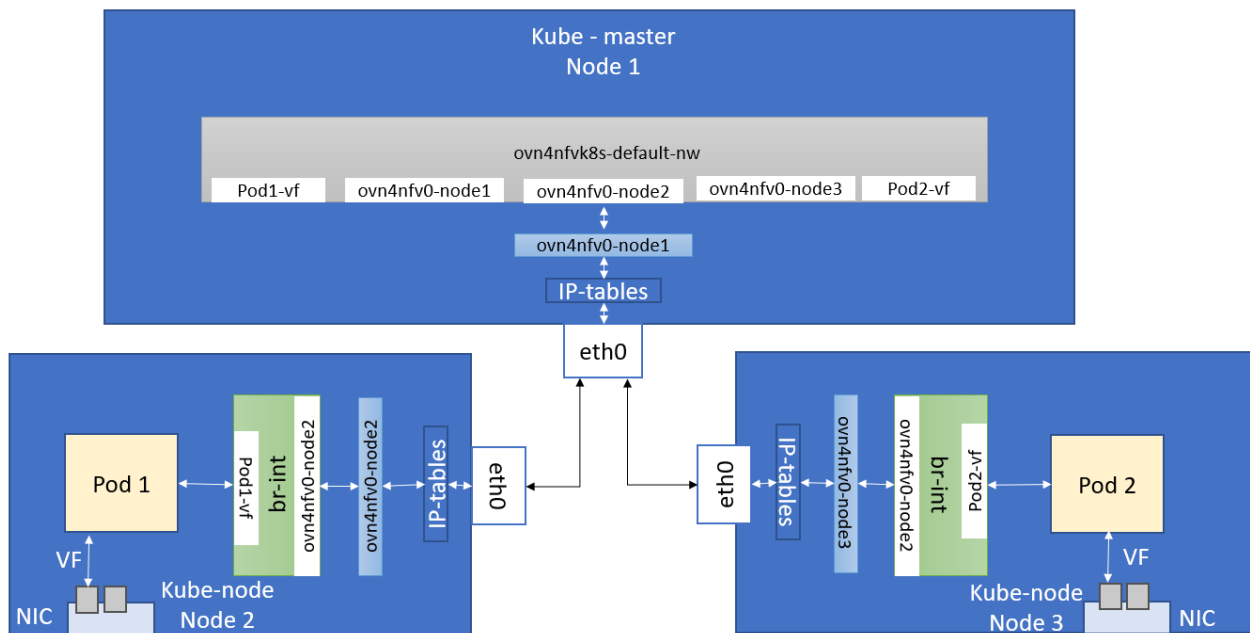 Kube - master
Node 1
ovn4nfvk8s-default-nw
Pod1-vf
ovn4nfv0-node1
ovn4nfv0-node2
ovn4nfv0-node3
Pod2-vf
ovn4nfv0-node1
IP-tables
eth0
Pod 1
Pod1-vf
br-int
ovn4nfv0-node2
ovn4nfv0-node2
IP-tables
eth0
VF
NIC
Kube-node
Node 2
eth0
IP-tables
ovn4nfv0-node3
ovn4nfv0-node2
br-int
Pod2-vf
Pod 2
VF
Kube-node
Node 3
NIC